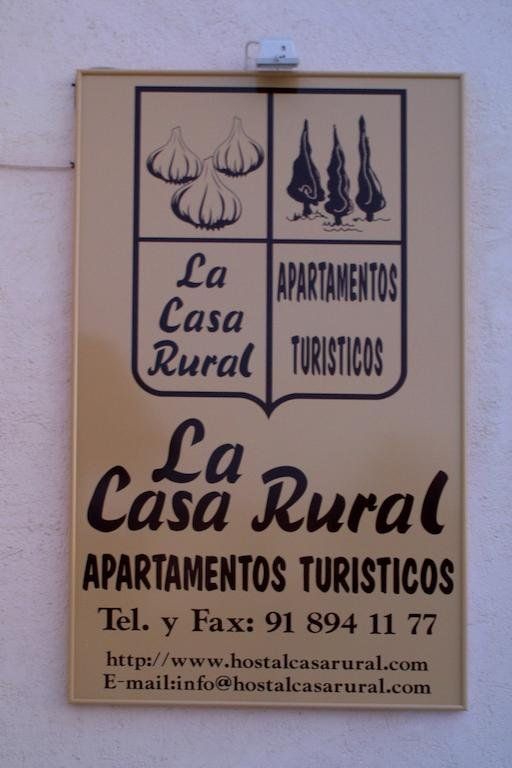 La
Casa
Rural
APARTAMENTOS
TURISTICOS
La
Casa Rural
APARTAMENTOS TURISTICOS
Tel. y Fax: 91 894 11 77
http://www.hostalcasarural.com
E-mail:info@hostalcasarural.com